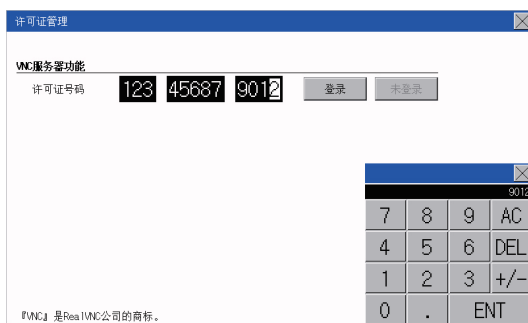 许可证管理
VNC服务器功能
许可证号码 123 45687 9012 登录 未登录
9012
7 8 9 AC
4 5 6 DEL
1 2 3 +/-
0 . ENT
『VNC』是RealVNC公司的商标。